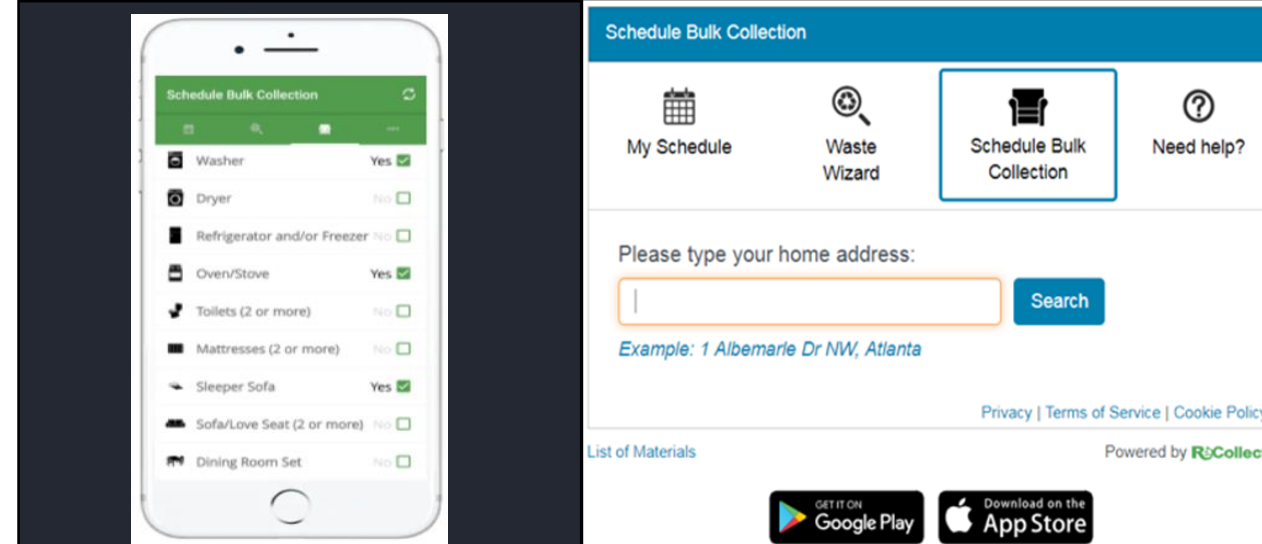 Schedule Bulk Collection
Washer Yes
Dryer No
Refrigerator and/or Freezer No
Oven/Stove Yes
Toilets (2 or more) No
Mattresses (2 or more) No
Sleeper Sofa Yes
Sofa/Love Seat (2 or more) No
Dining Room Set No
Schedule Bulk Collection
My Schedule
Waste
Wizard
Schedule Bulk
Collection
Need help?
Please type your home address:
Search
Example: 1 Albemarle Dr NW, Atlanta
Privacy | Terms of Service | Cookie Policy
List of Materials
Powered by ReCollect
GET IT ON
Google Play
Download on the
App Store